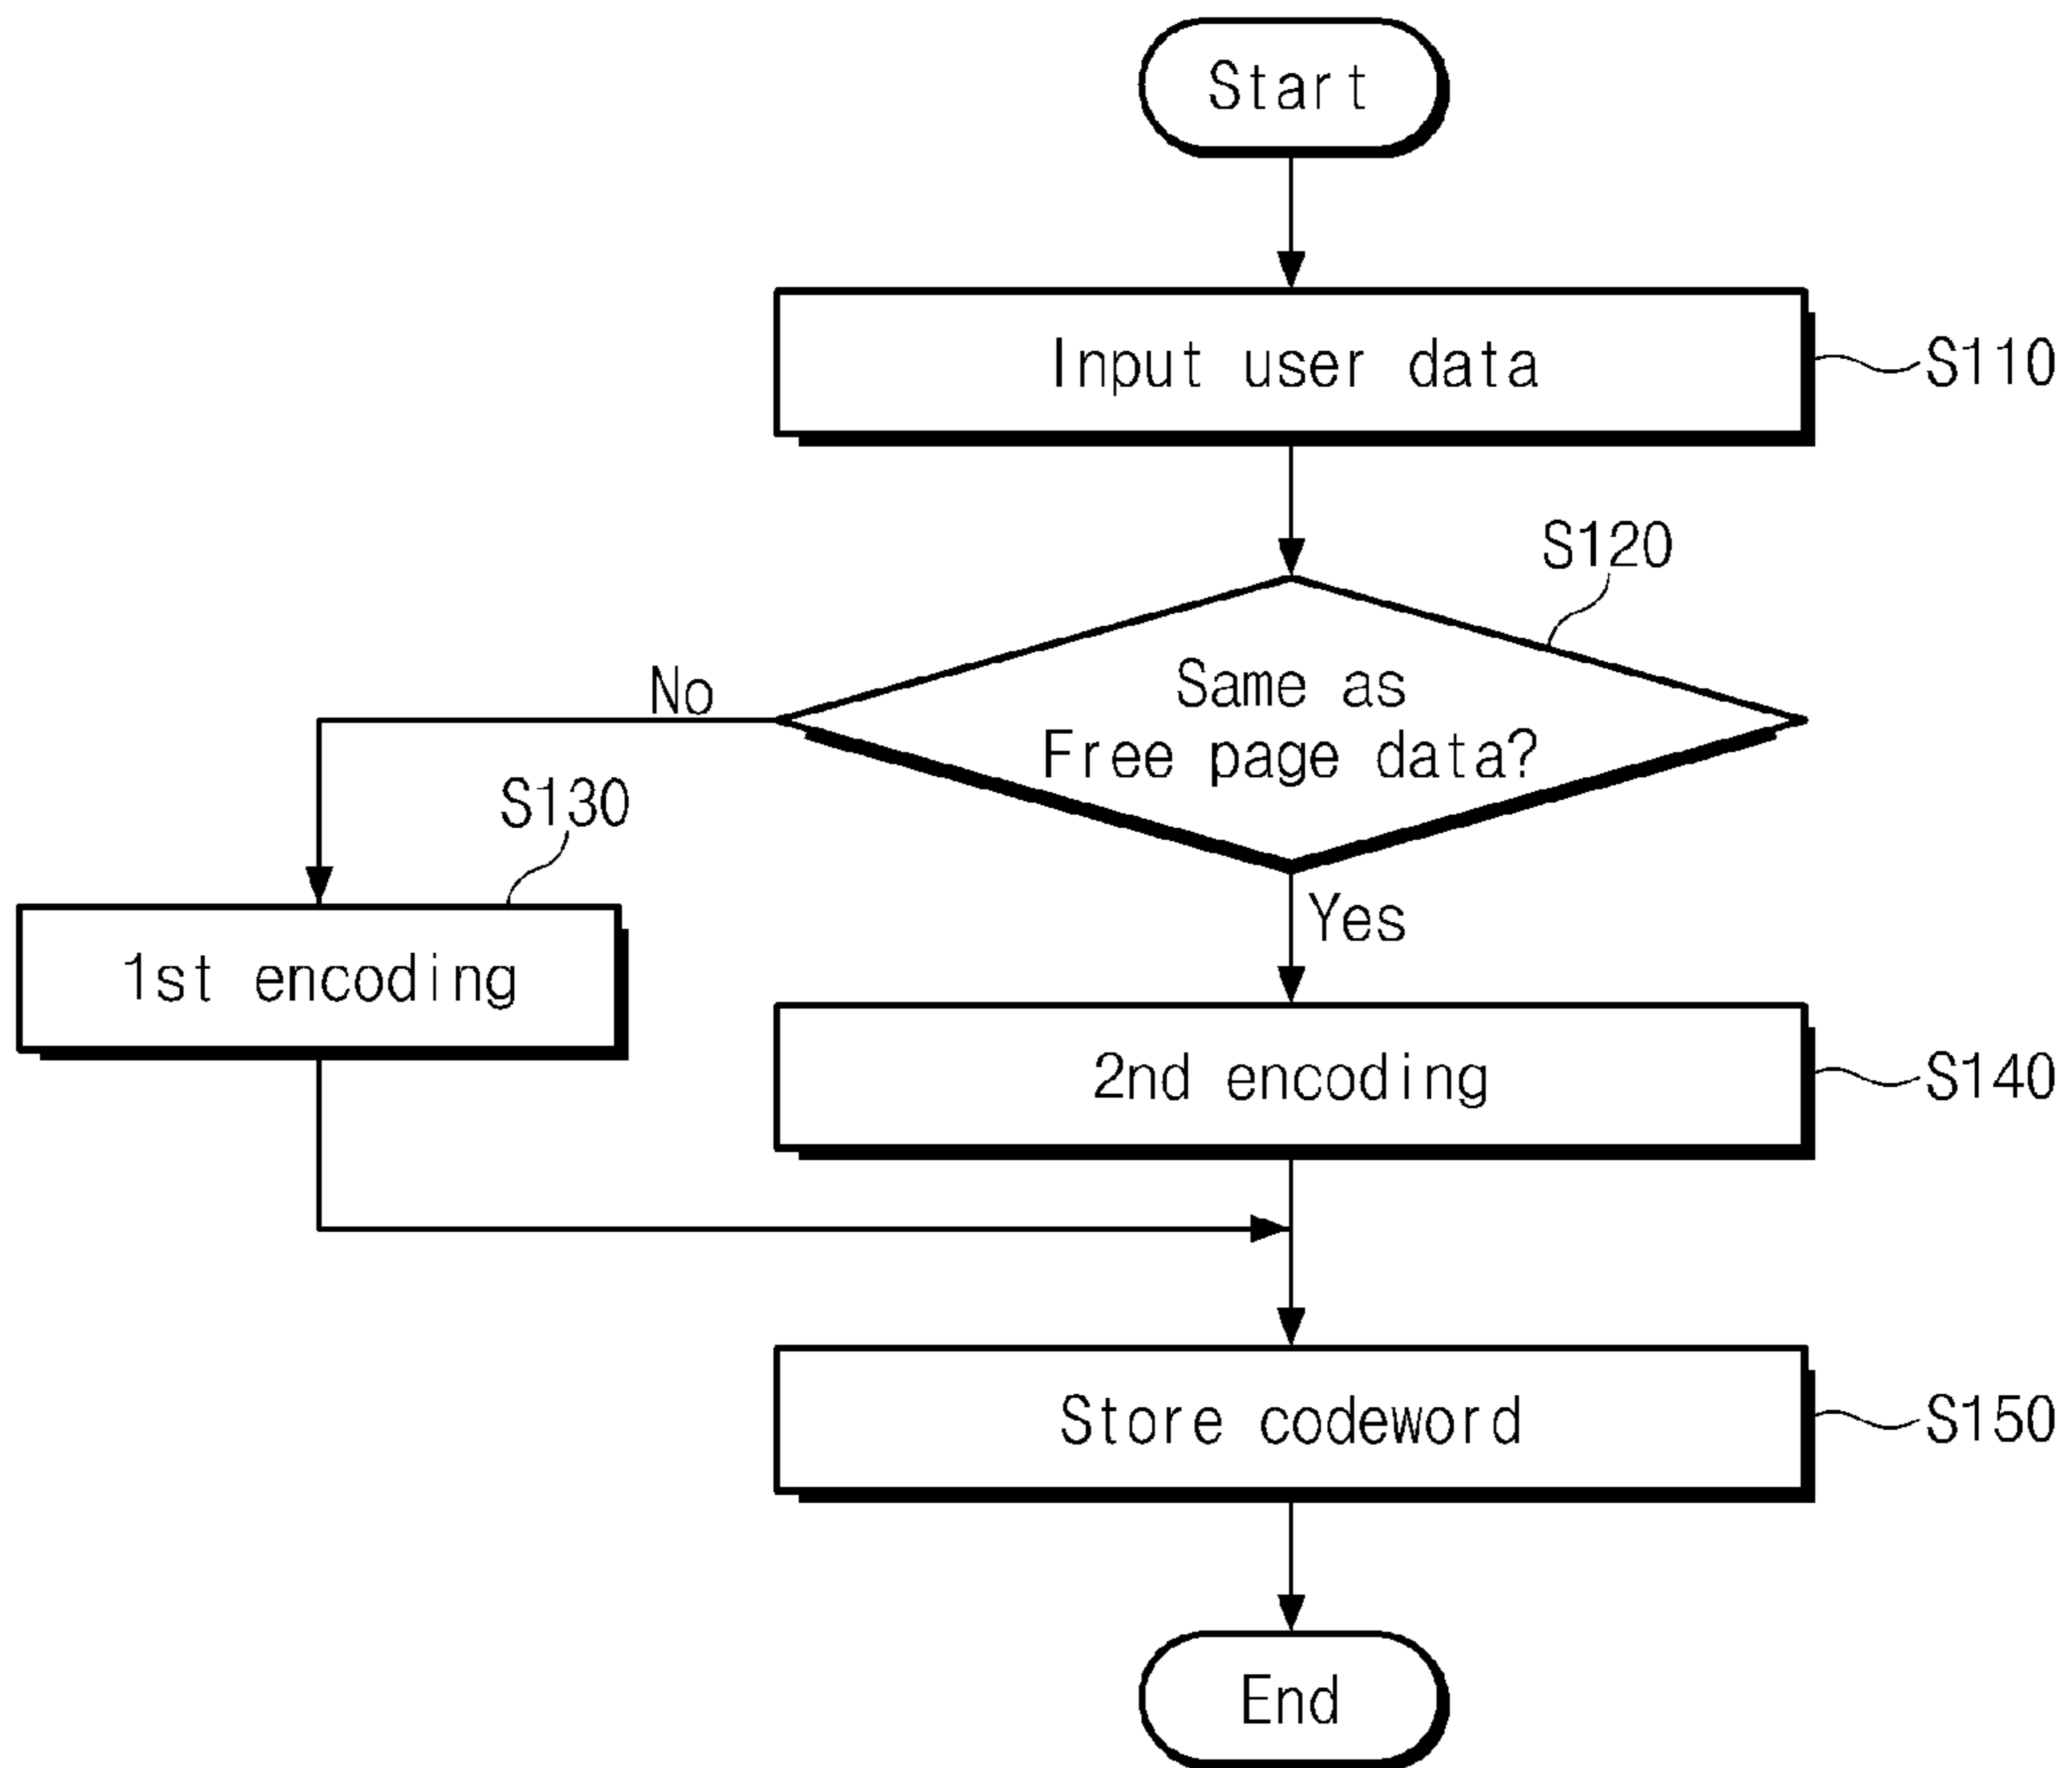 Start
Input user data
S110
S120
Same as
Free page data?
No
Yes
S130
1st encoding
2nd encoding
S140
Store codeword
S150
End